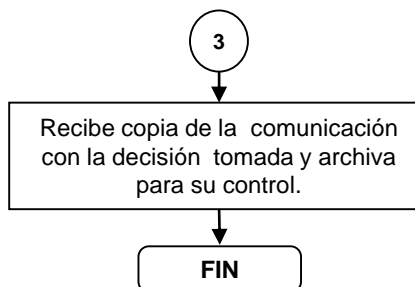 3
Recibe copia de la comunicación
con la decisión tomada y archiva
para su control.
FIN